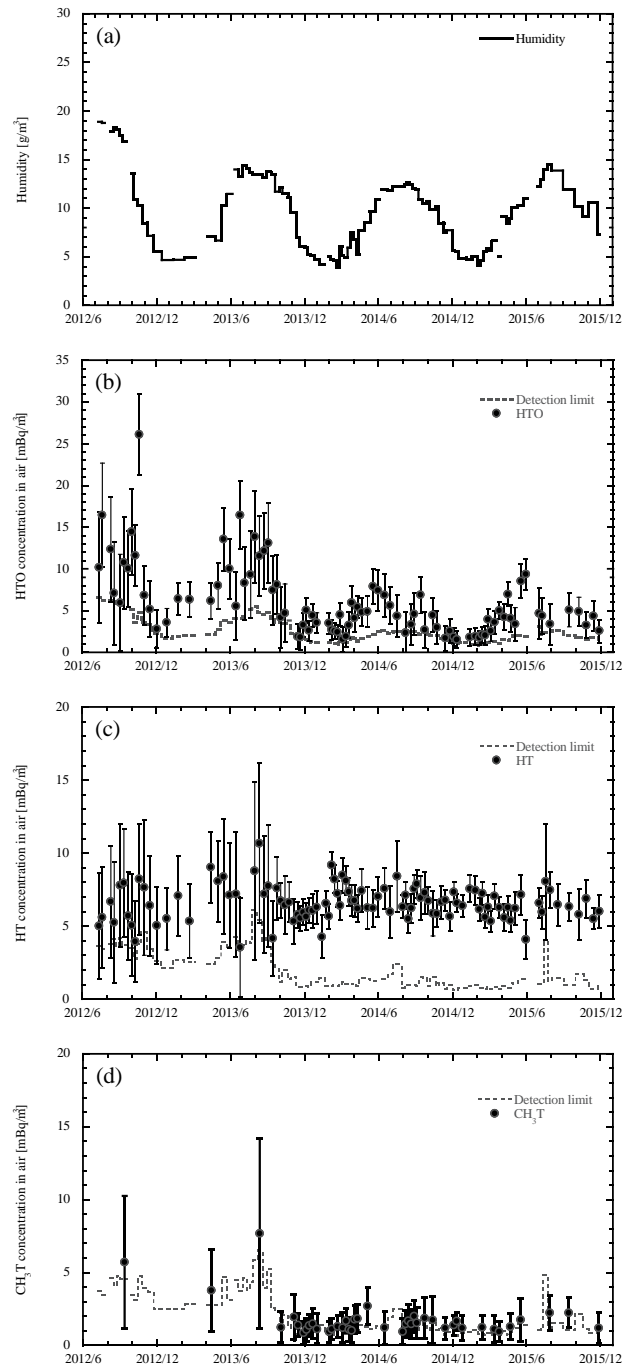 (a)
Humidity
Humidity [g/m³]
30
25
20
15
10
5
0
2012/6 2012/12 2013/6 2013/12 2014/6 2014/12 2015/6 2015/12
(b)
Detection limit
HTO
HTO concentration in air [mBq/m³]
35
30
25
20
15
10
5
0
2012/6 2012/12 2013/6 2013/12 2014/6 2014/12 2015/6 2015/12
(c)
Detection limit
HT
HT concentration in air [mBq/m³]
20
15
10
5
0
2012/6 2012/12 2013/6 2013/12 2014/6 2014/12 2015/6 2015/12
(d)
Detection limit
CH₃T
CH₃T concentration in air [mBq/m³]
20
15
10
5
0
2012/6 2012/12 2013/6 2013/12 2014/6 2014/12 2015/6 2015/12